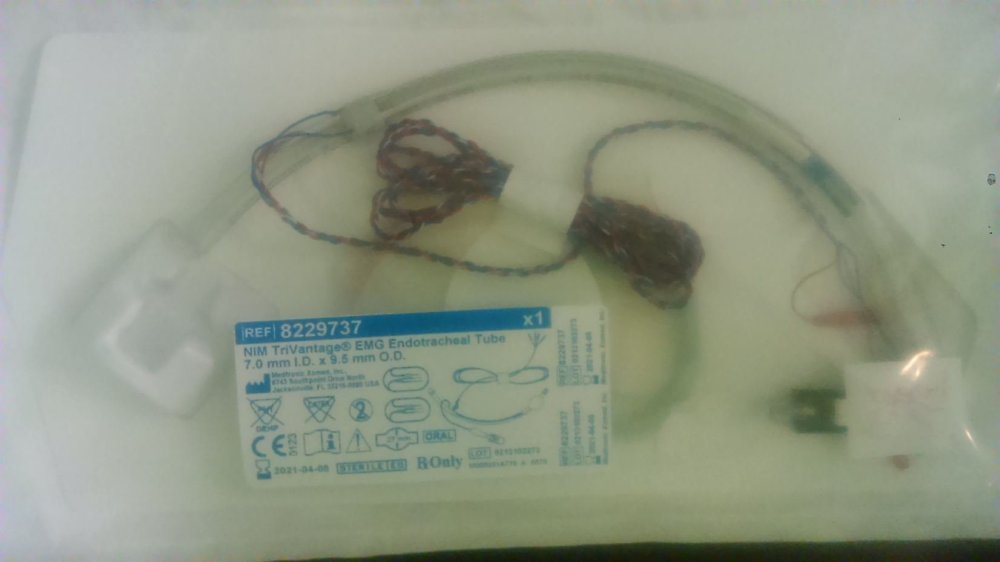 REF 8229737 x1
NIM TriVantage® EMG Endotracheal Tube
7.0 mm I.D. x 9.5 mm O.D.
Medtronic Xomed, Inc.,
6743 Southpoint Drive North
Jacksonville, FL 32216-0980 USA
PHT
DEHP
LATEX
2
CE
0123
i
27 mm
ORAL
2021-04-06
STERILE EO
Rx Only
LOT 0213102273
REF 8229737
LOT 0213102273
2021-04-06
Medtronic Xomed, Inc.
REF 8229737
LOT 0213102273
2021-04-06
Medtronic Xomed, Inc.